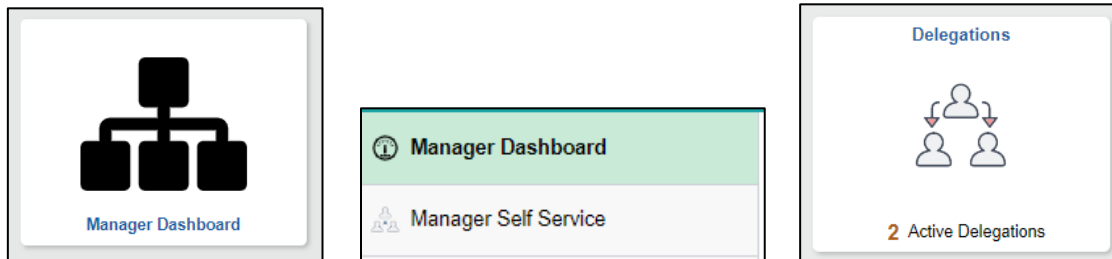 Manager Dashboard
Manager Dashboard
Manager Self Service
Delegations
2 Active Delegations